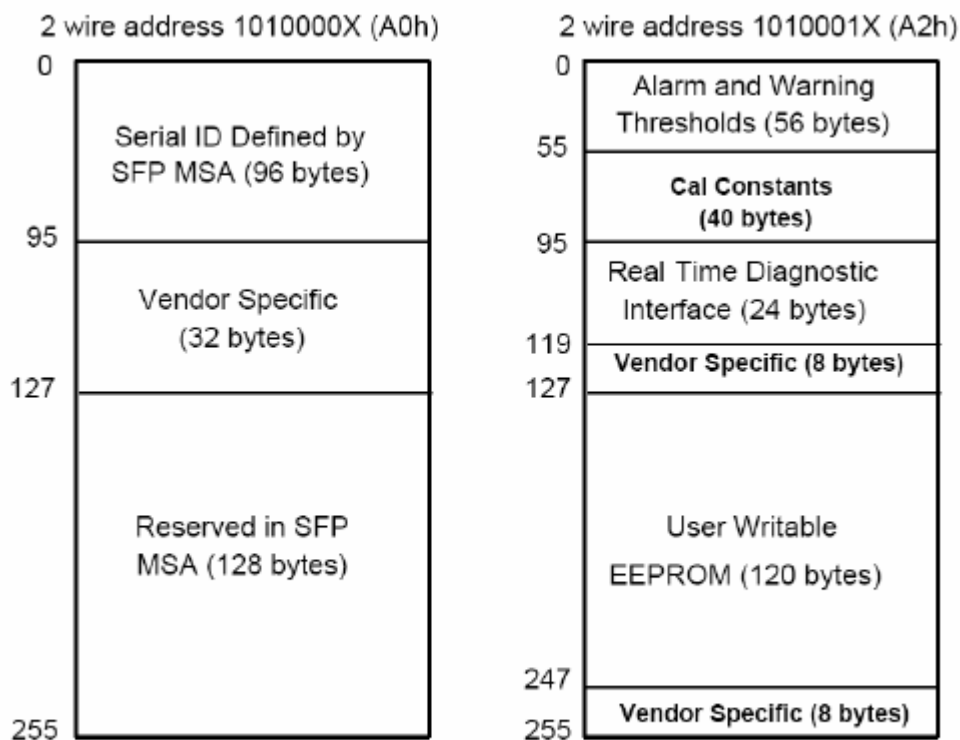 2 wire address 1010000X (A0h)
0
Serial ID Defined by
SFP MSA (96 bytes)
95
Vendor Specific
(32 bytes)
127
Reserved in SFP
MSA (128 bytes)
255
2 wire address 1010001X (A2h)
0
Alarm and Warning
Thresholds (56 bytes)
55
Cal Constants
(40 bytes)
95
Real Time Diagnostic
Interface (24 bytes)
119
Vendor Specific (8 bytes)
127
User Writable
EEPROM (120 bytes)
247
Vendor Specific (8 bytes)
255